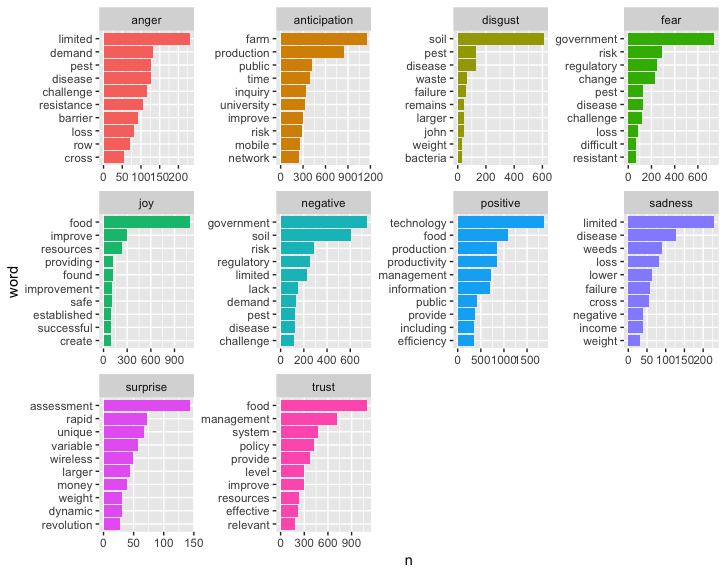 anger
limited
demand
pest
disease
challenge
resistance
barrier
loss
row
cross
0 50 100 150 200
anticipation
farm
production
public
time
inquiry
university
improve
risk
mobile
network
0 300 600 900 1200
disgust
soil
pest
disease
waste
failure
remains
larger
john
weight
bacteria
0 200 400 600
fear
government
risk
regulatory
change
pest
disease
challenge
loss
difficult
resistant
0 200 400 600
joy
food
improve
resources
providing
found
improvement
safe
established
successful
create
0 300 600 900
negative
government
soil
risk
regulatory
limited
lack
demand
pest
disease
challenge
0 200 400 600
positive
technology
food
production
productivity
management
information
public
provide
including
efficiency
0 500 1000 1500
sadness
limited
disease
weeds
loss
lower
failure
cross
negative
income
weight
0 50 100 150 200
surprise
assessment
rapid
unique
variable
wireless
larger
money
weight
dynamic
revolution
0 50 100 150
trust
food
management
system
policy
provide
level
improve
resources
effective
relevant
0 300 600 900
word
n